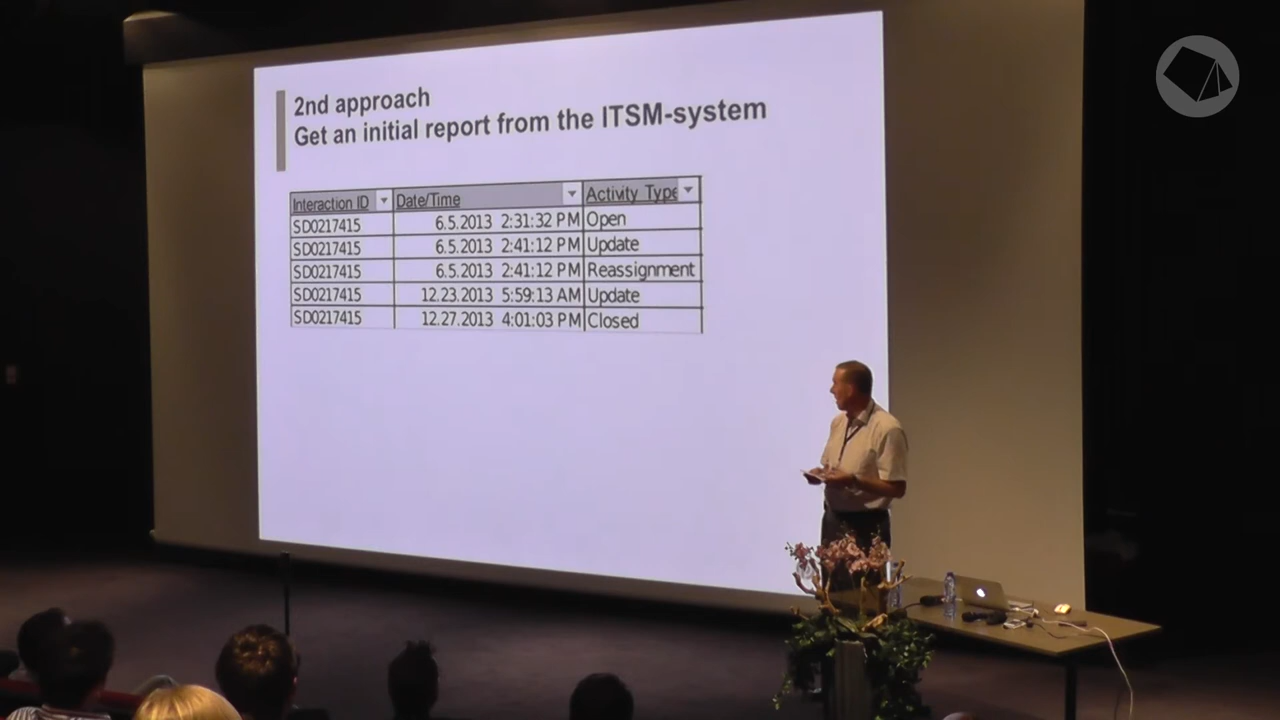 2nd approach
Get an initial report from the ITSM-system
Interaction ID Date/Time Activity Type
SD0217415 6.5.2013 2:31:32 PM Open
SD0217415 6.5.2013 2:41:12 PM Update
SD0217415 6.5.2013 2:41:12 PM Reassignment
SD0217415 12.23.2013 5:59:13 AM Update
SD0217415 12.27.2013 4:01:03 PM Closed